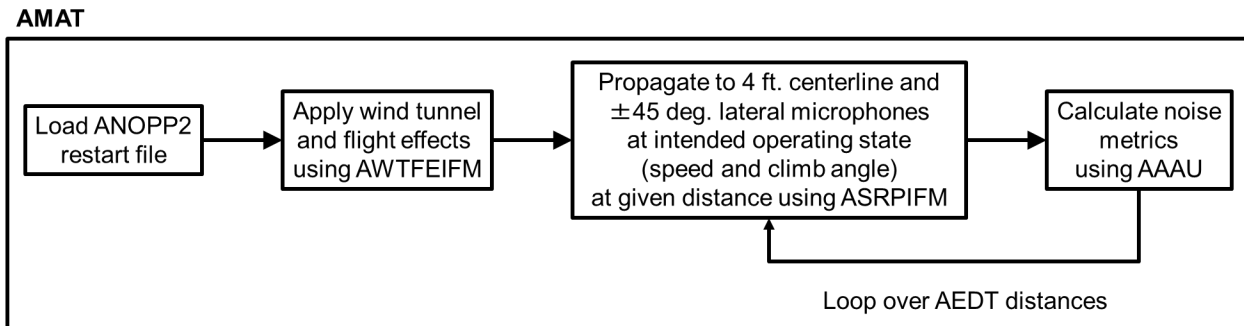 AMAT
Load ANOPP2
restart file
Apply wind tunnel
and flight effects
using AWTFEIFM
Propagate to 4 ft. centerline and
±45 deg. lateral microphones
at intended operating state
(speed and climb angle)
at given distance using ASRPIFM
Calculate noise
metrics
using AAAU
Loop over AEDT distances